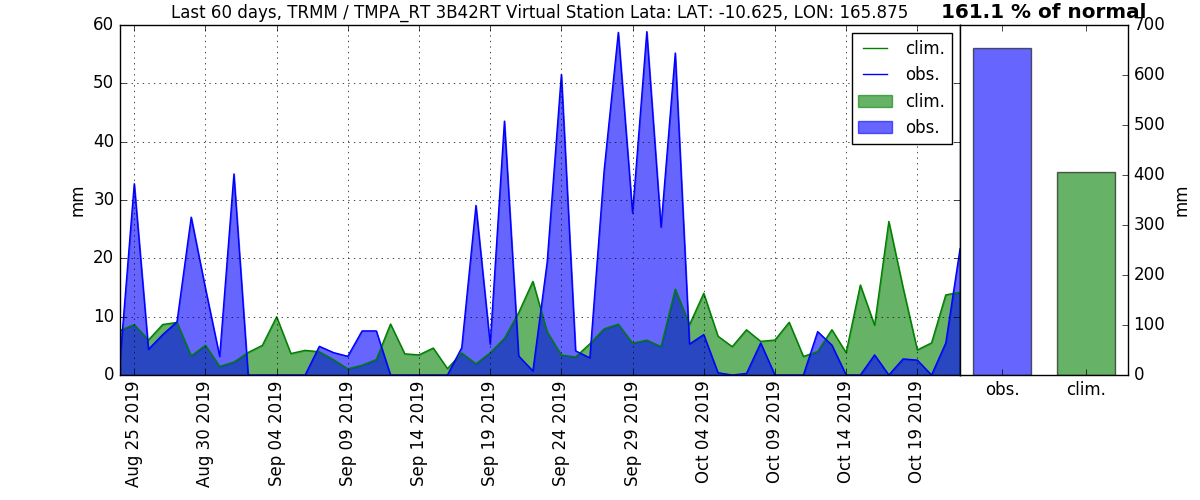 Last 60 days, TRMM / TMPA_RT 3B42RT Virtual Station Lata: LAT: -10.625, LON: 165.875
161.1 % of normal
60
50
40
30
20
10
0
mm
clim.
obs.
clim.
obs.
Aug 25 2019
Aug 30 2019
Sep 04 2019
Sep 09 2019
Sep 14 2019
Sep 19 2019
Sep 24 2019
Sep 29 2019
Oct 04 2019
Oct 09 2019
Oct 14 2019
Oct 19 2019
700
600
500
400
300
200
100
0
mm
obs.
clim.